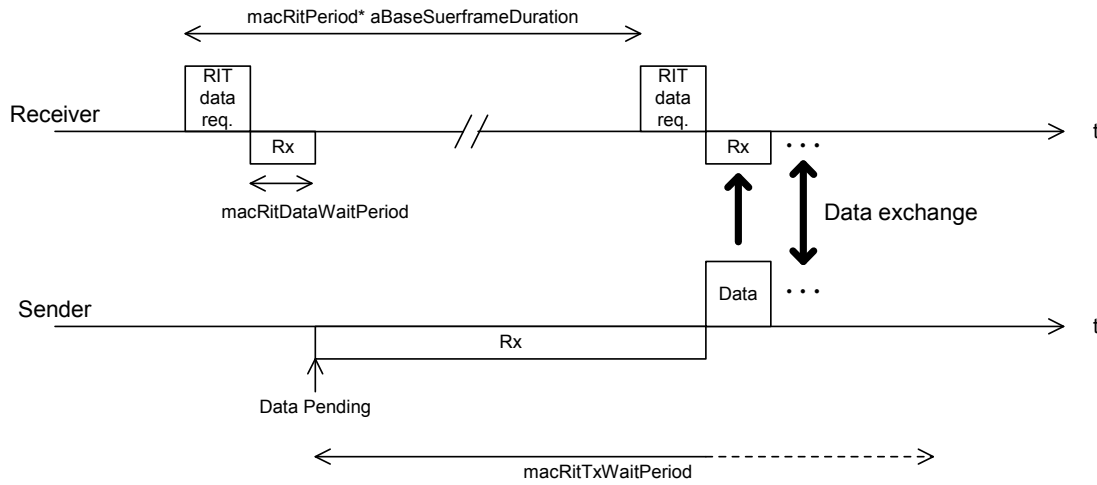 macRitPeriod* aBaseSuerframeDuration
RIT
data
req.
RIT
data
req.
Receiver
t
Rx
Rx
...
macRitDataWaitPeriod
Data exchange
Sender
Data
...
t
Rx
Data Pending
macRitTxWaitPeriod